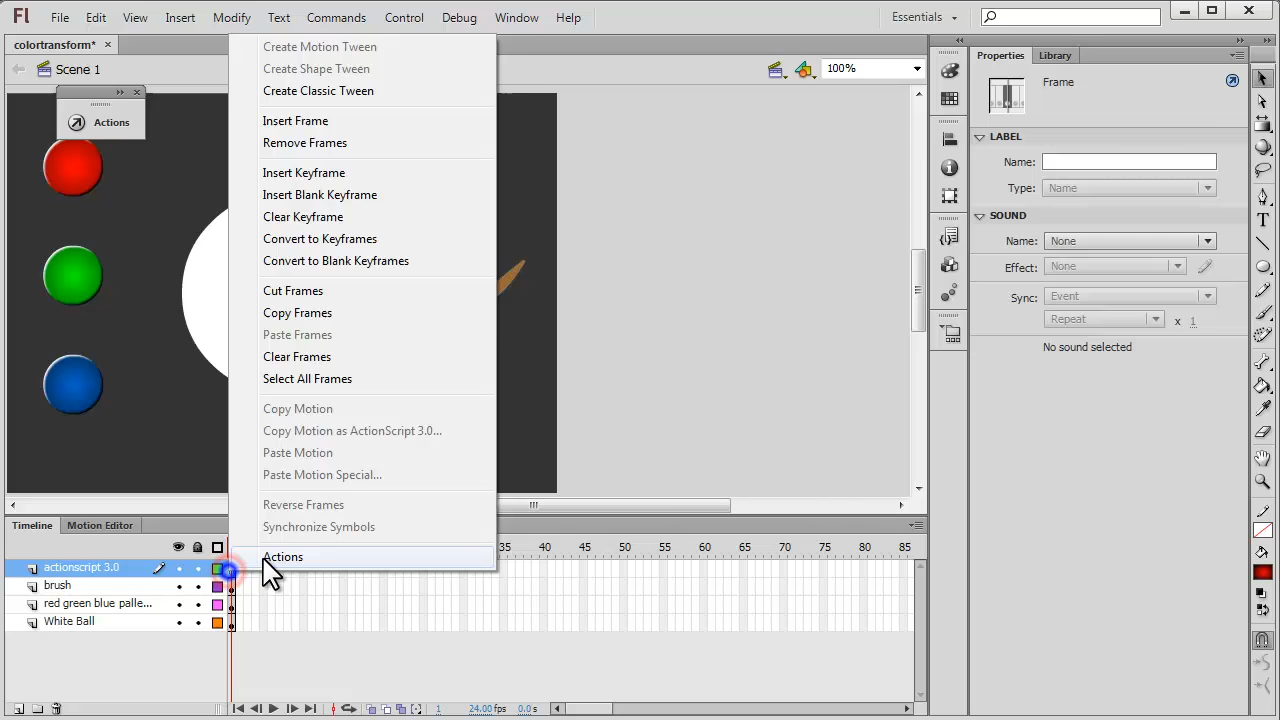 Fl File Edit View Insert Modify Text Commands Control Debug Window Help Essentials
colortransform*
Scene 1
100%
Actions
Create Motion Tween
Create Shape Tween
Create Classic Tween
Insert Frame
Remove Frames
Insert Keyframe
Insert Blank Keyframe
Clear Keyframe
Convert to Keyframes
Convert to Blank Keyframes
Cut Frames
Copy Frames
Paste Frames
Clear Frames
Select All Frames
Copy Motion
Copy Motion as ActionScript 3.0...
Paste Motion
Paste Motion Special...
Reverse Frames
Synchronize Symbols
Actions
Properties Library
Frame
LABEL
Name:
Type: Name
SOUND
Name: None
Effect: None
Sync: Event
Repeat x 1
No sound selected
Timeline Motion Editor
35 40 45 50 55 60 65 70 75 80 85
actionscript 3.0
brush
red green blue palle...
White Ball
1 24.00 fps 0.0 s